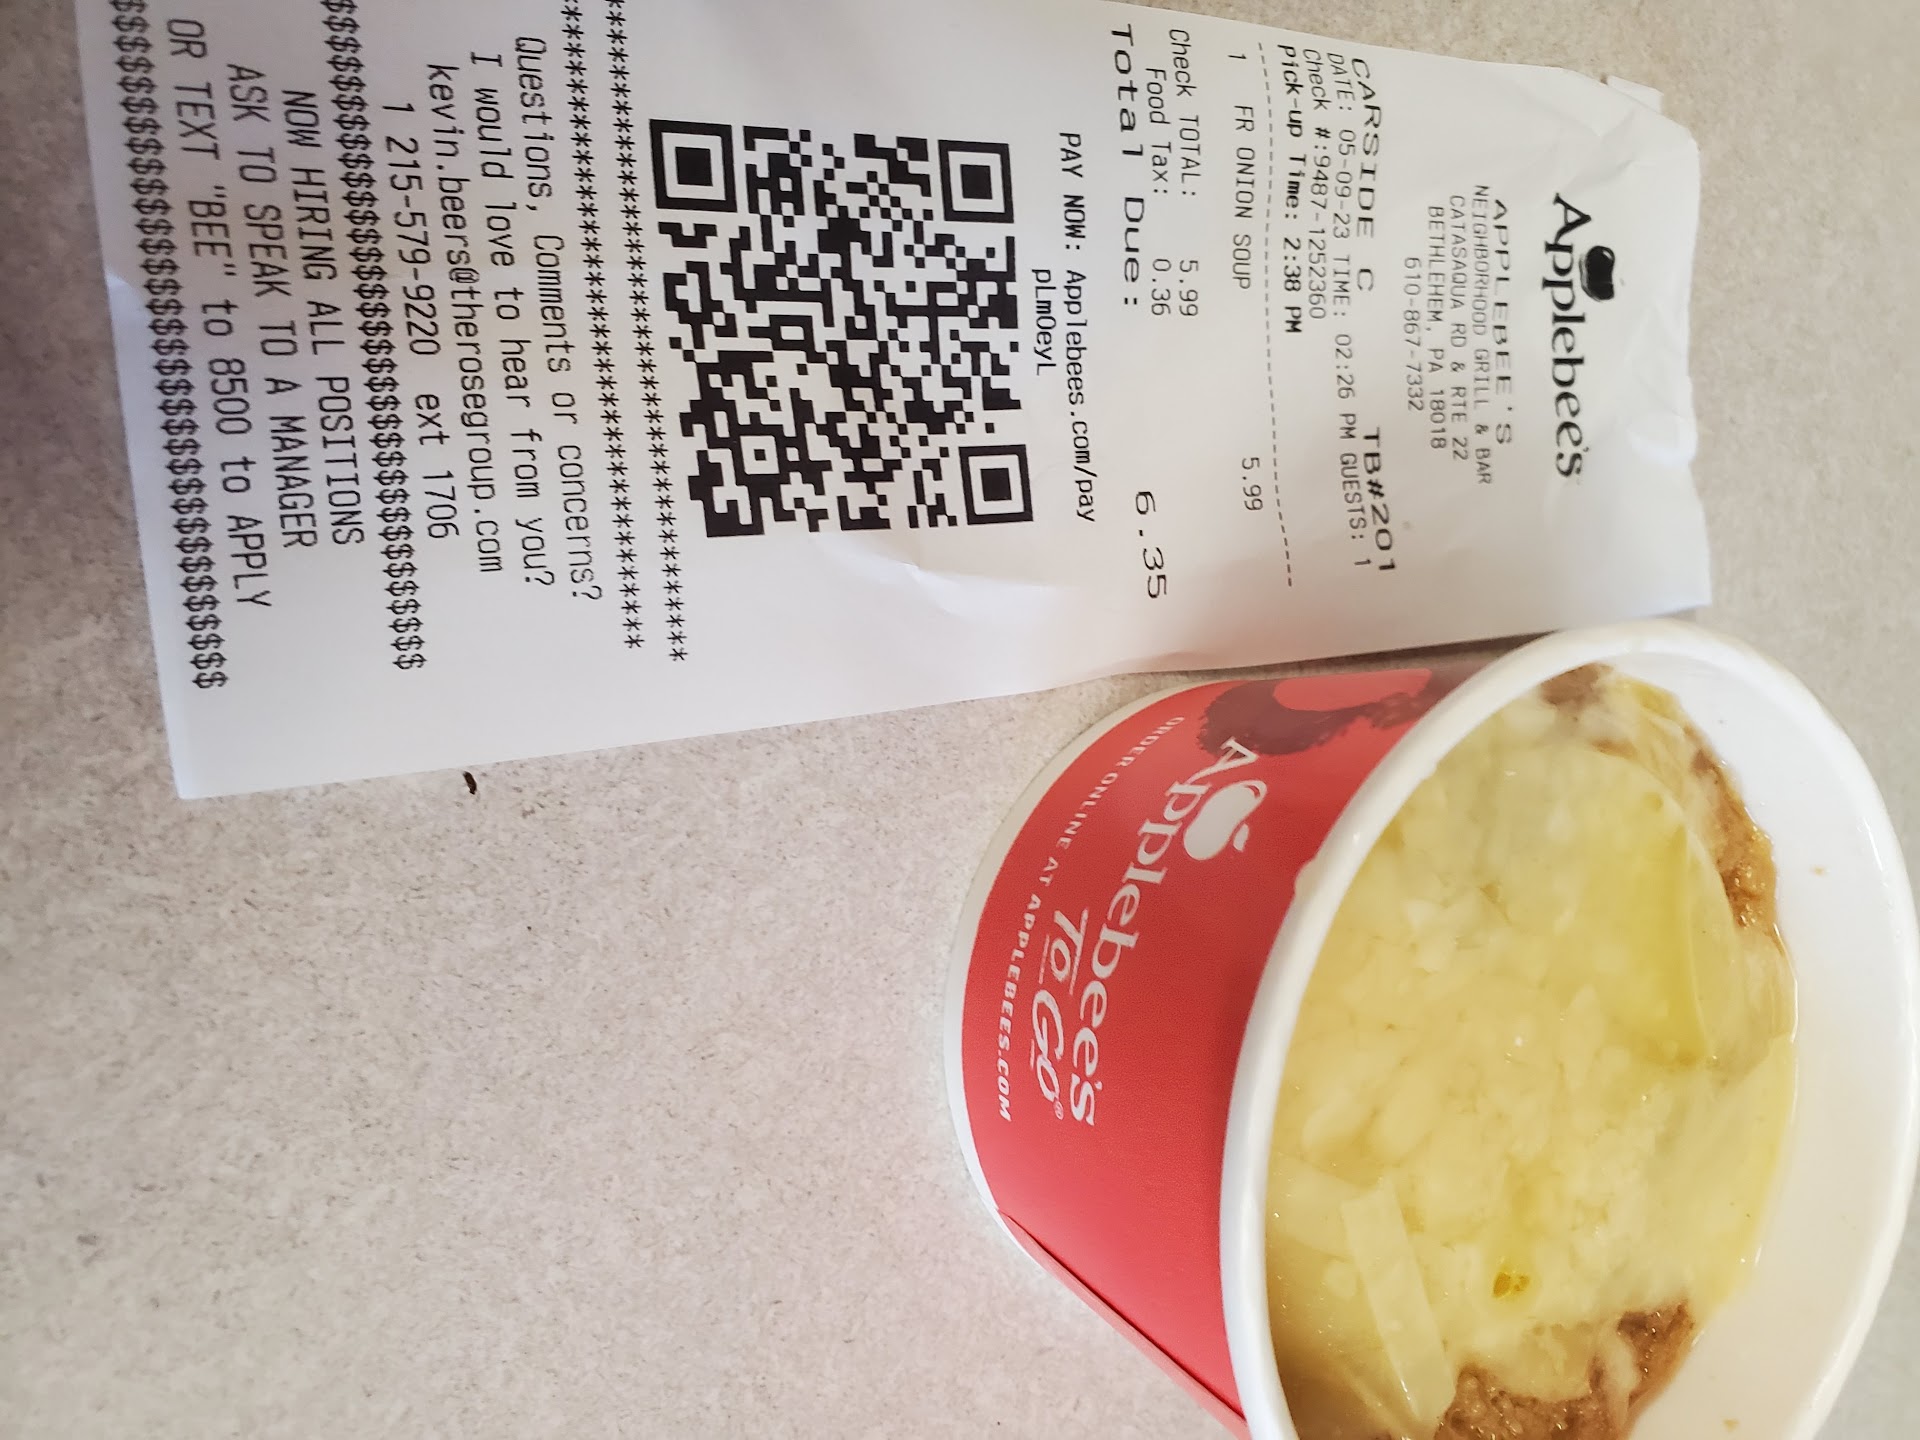 Applebee's
APPLEBEE'S
NEIGHBORHOOD GRILL & BAR
CATASAQUA RD & RTE 22
BETHLEHEM, PA 18018
610-867-7332
CARSIDE C TB#201
DATE: 05-09-23 TIME: 02:26 PM GUESTS: 1
Check #:9487-1252360
Pick-up Time: 2:38 PM
1 FR ONION SOUP 5.99
Check TOTAL: 5.99
Food Tax: 0.36
Total Due: 6.35
PAY NOW: Applebees.com/pay
pLm0eyL
Questions, Comments or concerns?
I would love to hear from you?
kevin.beers@therosegroup.com
1 215-579-9220 ext 1706
NOW HIRING ALL POSITIONS
ASK TO SPEAK TO A MANAGER
OR TEXT "BEE" to 8500 to APPLY
Applebee's
TO GO®
ORDER ONLINE AT APPLEBEES.COM